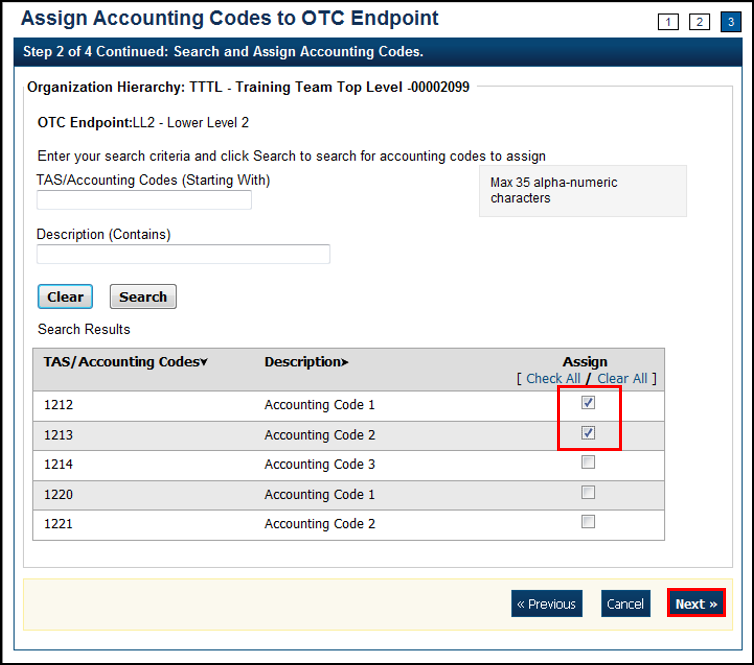 Assign Accounting Codes to OTC Endpoint
1 2 3
Step 2 of 4 Continued: Search and Assign Accounting Codes.
Organization Hierarchy: TTTL - Training Team Top Level -00002099
OTC Endpoint:LL2 - Lower Level 2
Enter your search criteria and click Search to search for accounting codes to assign
TAS/Accounting Codes (Starting With)
Max 35 alpha-numeric
characters
Description (Contains)
Clear Search
Search Results
TAS/Accounting Codes Description Assign
[ Check All / Clear All ]
1212 Accounting Code 1
1213 Accounting Code 2
1214 Accounting Code 3
1220 Accounting Code 1
1221 Accounting Code 2
« Previous Cancel Next »